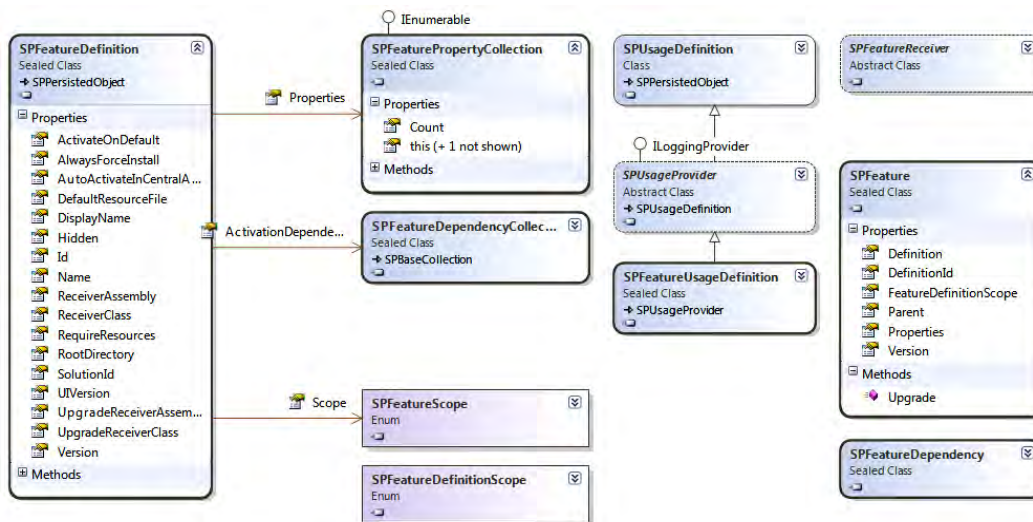 SPFeatureDefinition
Sealed Class
SPPersistedObject
Properties
ActivateOnDefault
AlwaysForceInstall
AutoActivateInCentralA...
DefaultResourceFile
DisplayName
Hidden
Id
Name
ReceiverAssembly
ReceiverClass
RequireResources
RootDirectory
SolutionId
UIVersion
UpgradeReceiverAssem...
UpgradeReceiverClass
Version
Methods
Properties
ActivationDepende...
Scope
IEnumerable
SPFeaturePropertyCollection
Sealed Class
Properties
Count
this (+ 1 not shown)
Methods
SPFeatureDependencyCollec...
Sealed Class
SPBaseCollection
SPFeatureScope
Enum
SPFeatureDefinitionScope
Enum
SPUsageDefinition
Class
SPPersistedObject
ILoggingProvider
SPUsageProvider
Abstract Class
SPUsageDefinition
SPFeatureUsageDefinition
Sealed Class
SPUsageProvider
SPFeatureReceiver
Abstract Class
SPFeature
Sealed Class
Properties
Definition
DefinitionId
FeatureDefinitionScope
Parent
Properties
Version
Methods
Upgrade
SPFeatureDependency
Sealed Class